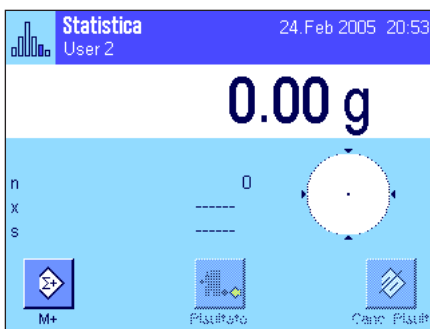 Statistica
24.Feb 2005 20:53
User 2
0.00 g
n 0
x ------
s ------
Σ+
M+
Risultato
Canc Risult